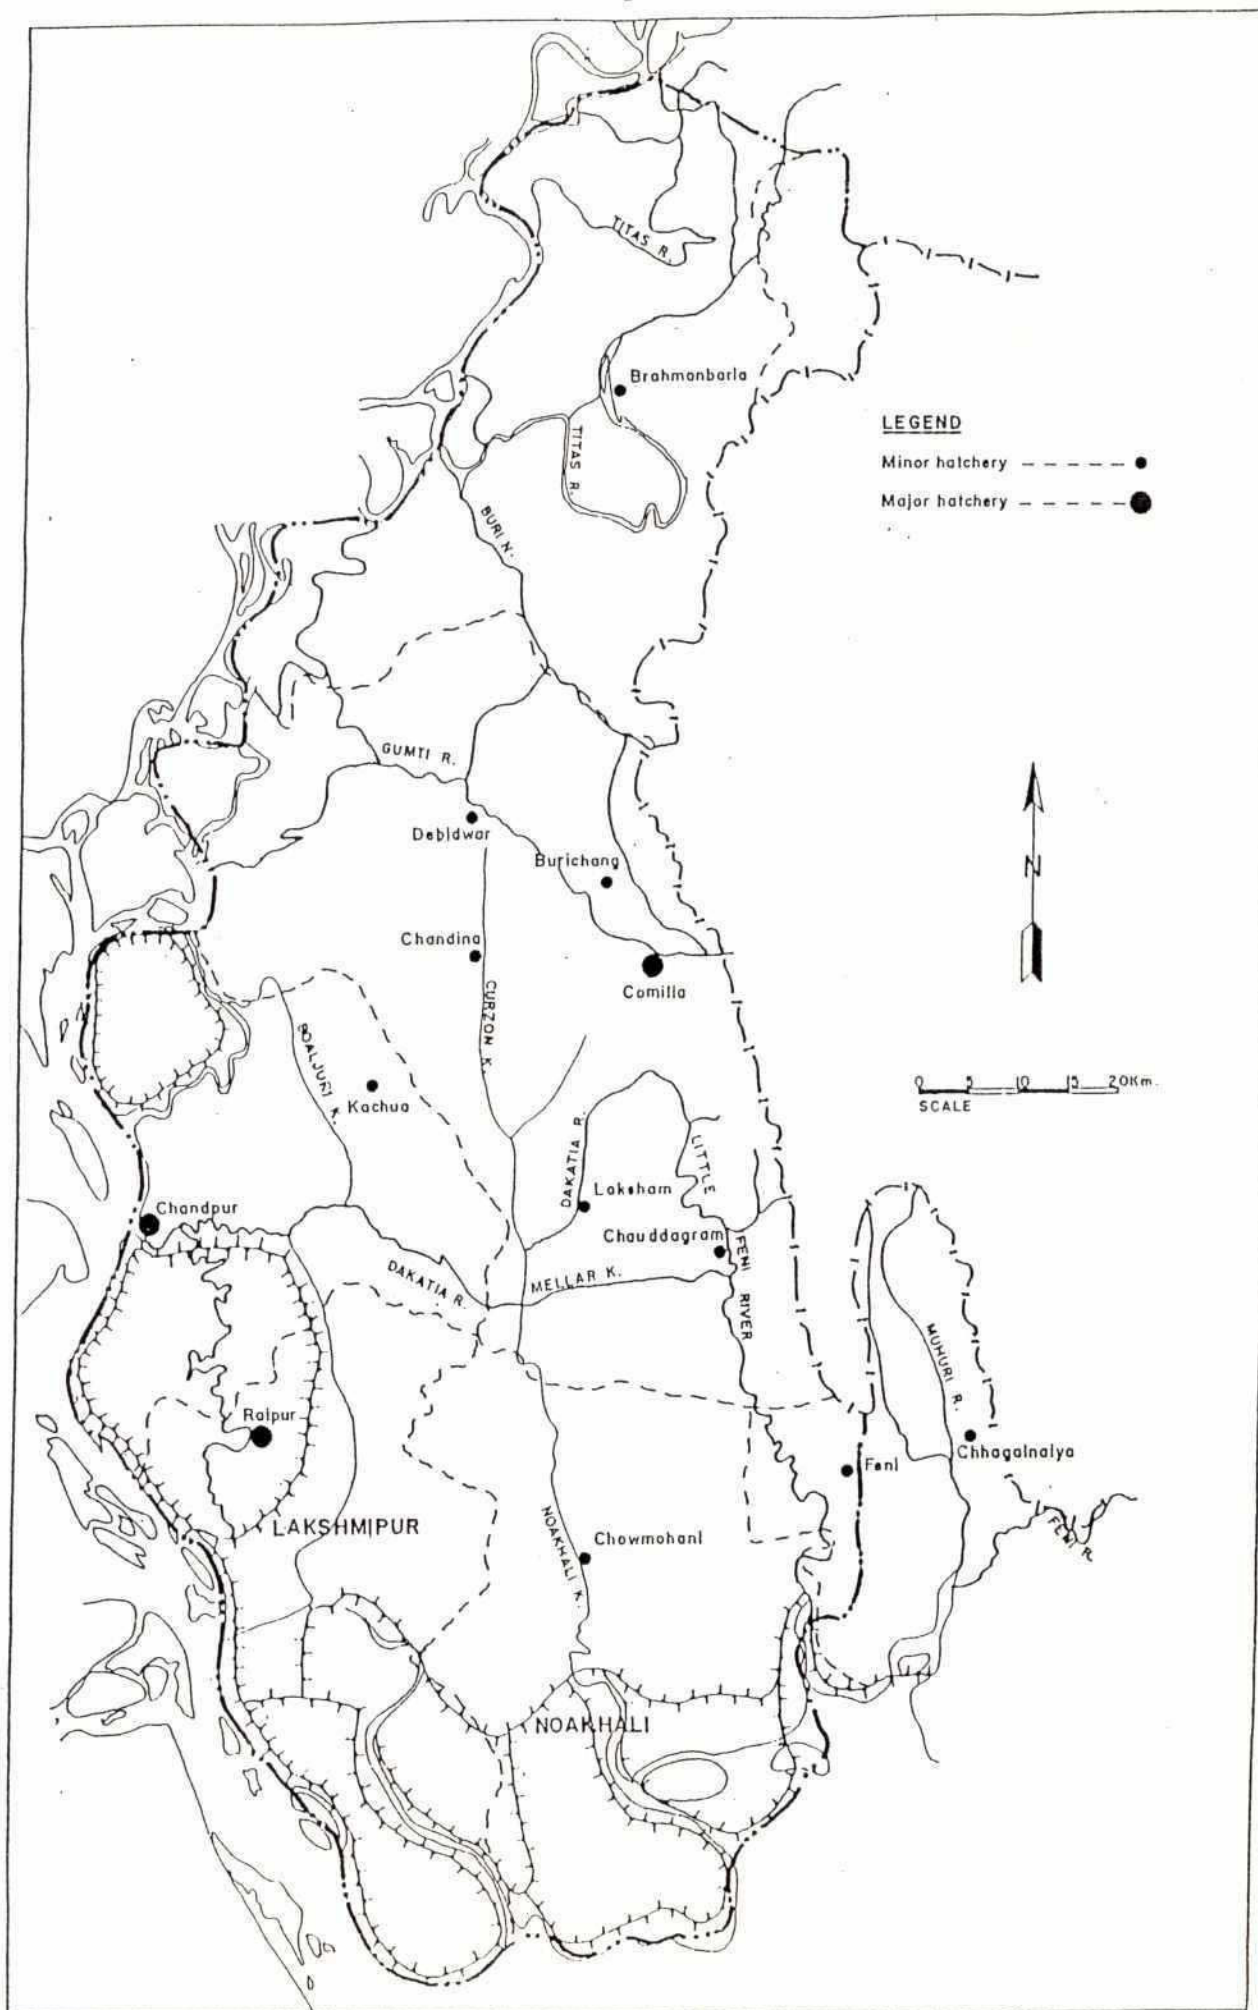 TITAS R.
Brahmonbaria
LEGEND
Minor hatchery
Major hatchery
TITAS R.
BURI N.
GUMTI R.
Debidwar
Burichang
N
Chandina
Comilla
CURZON K.
BOALJURI K.
Kachua
0 5 10 15 20Km.
SCALE
DAKATIA R.
LITTLE
FENI
RIVER
Laksham
Chandpur
Chauddagram
DAKATIA R.
MELLAR K.
MUHURI R.
Raipur
Chhagalnaiya
Feni
LAKSHMIPUR
FENI R.
NOAKHALI K.
Chowmohani
NOAKHALI